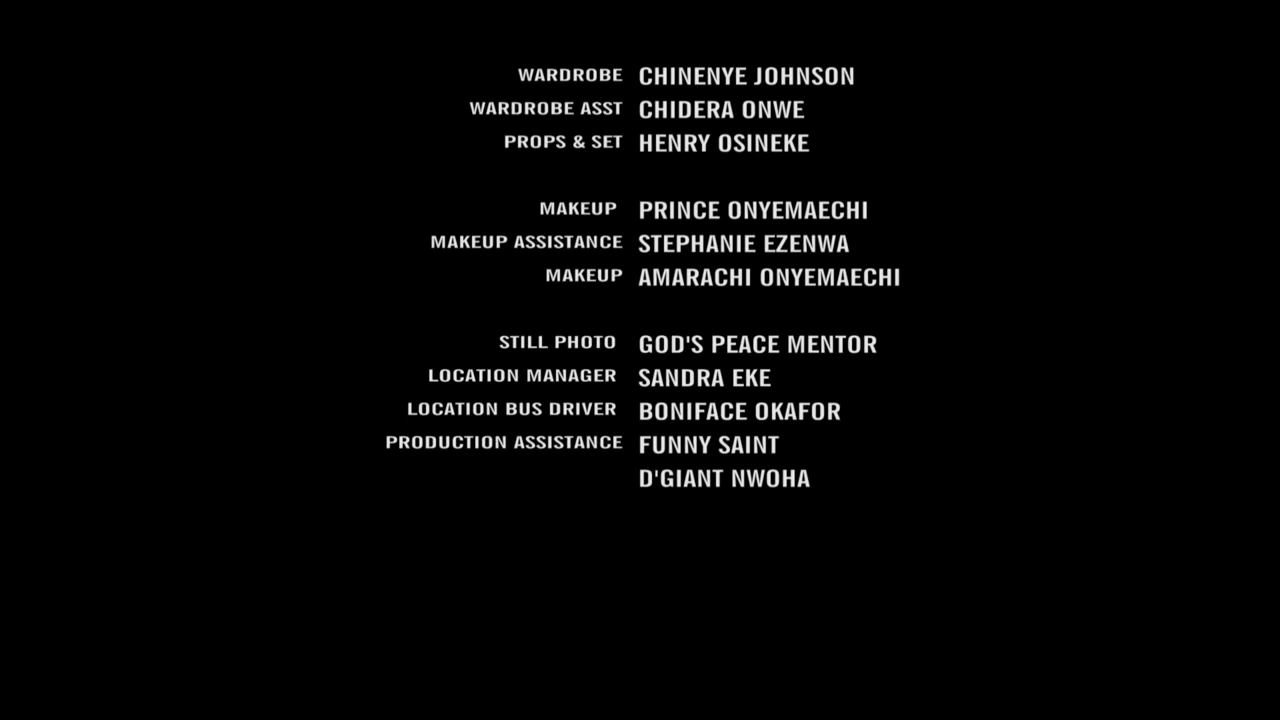 WARDROBE CHINENYE JOHNSON
WARDROBE ASST CHIDERA ONWE
PROPS & SET HENRY OSINEKE
MAKEUP PRINCE ONYEMAECHI
MAKEUP ASSISTANCE STEPHANIE EZENWA
MAKEUP AMARACHI ONYEMAECHI
STILL PHOTO GOD'S PEACE MENTOR
LOCATION MANAGER SANDRA EKE
LOCATION BUS DRIVER BONIFACE OKAFOR
PRODUCTION ASSISTANCE FUNNY SAINT
D'GIANT NWOHA